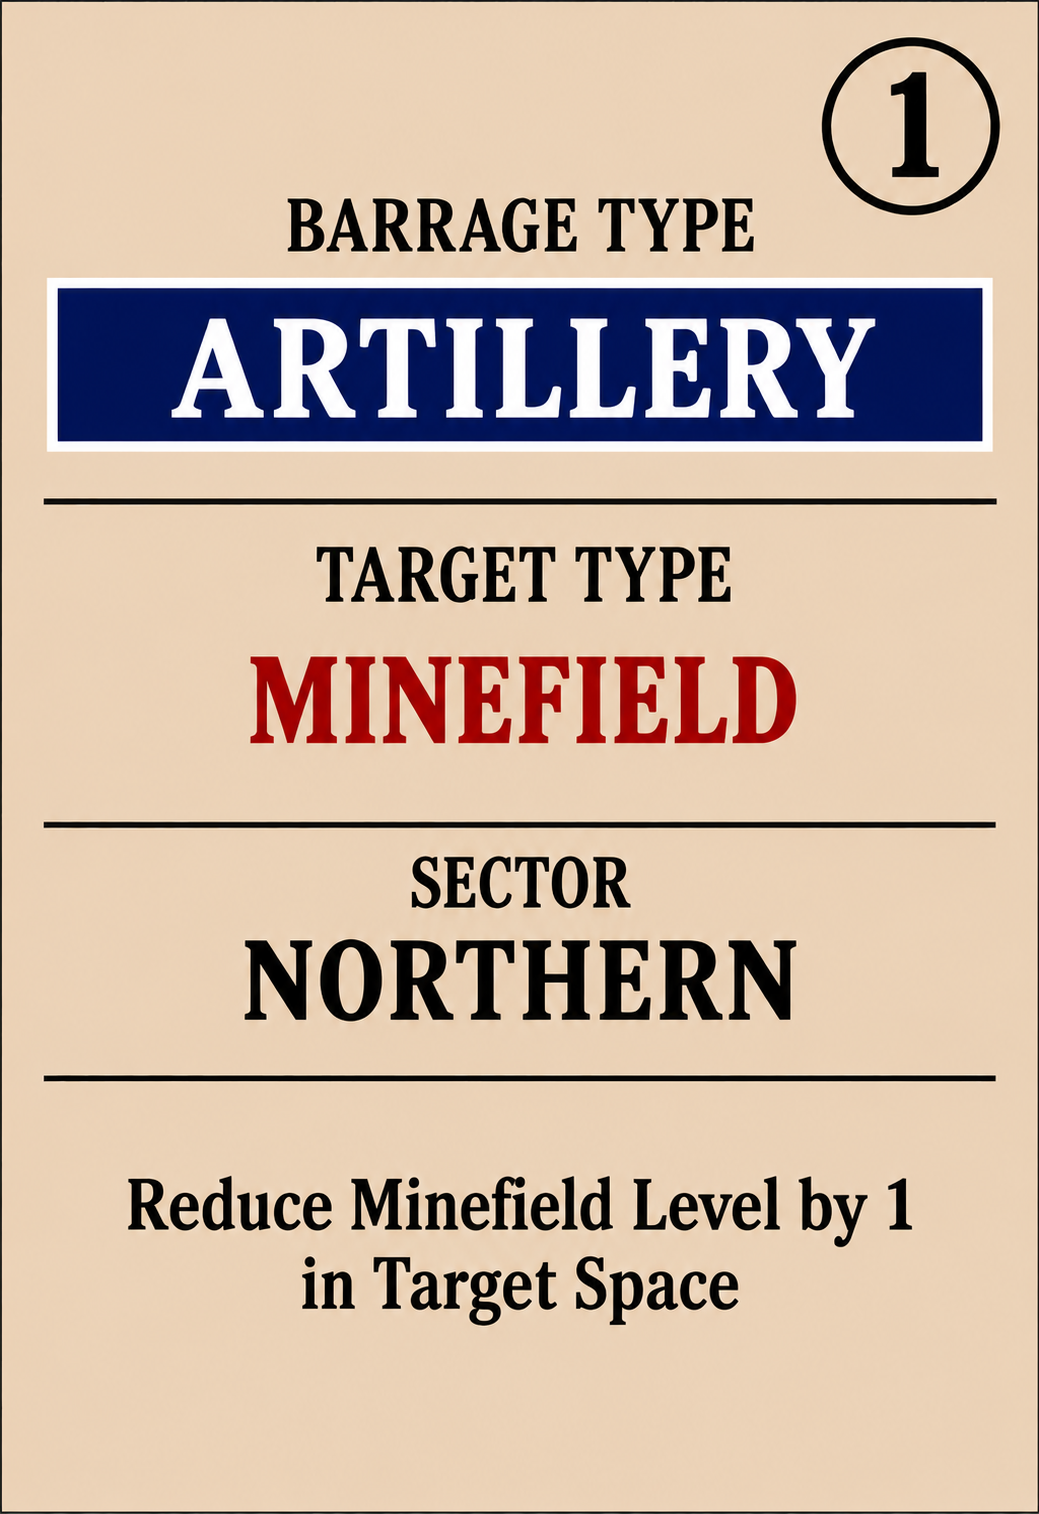 1
BARRAGE TYPE
ARTILLERY
TARGET TYPE
MINEFIELD
SECTOR
NORTHERN
Reduce Minefield Level by 1
in Target Space